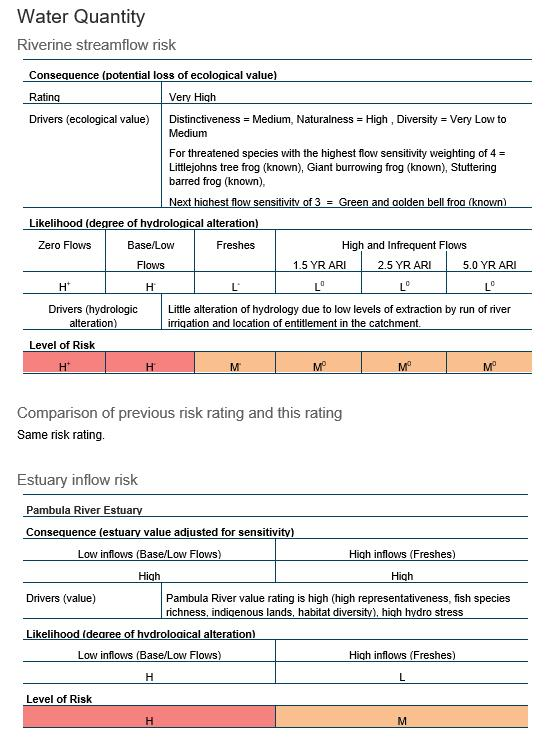 Water Quantity
Riverine streamflow risk
Consequence (potential loss of ecological value)
Rating Very High
Drivers (ecological value) Distinctiveness = Medium, Naturalness = High , Diversity = Very Low to
Medium
For threatened species with the highest flow sensitivity weighting of 4 =
Littlejohns tree frog (known), Giant burrowing frog (known), Stuttering
barred frog (known),
Next highest flow sensitivity of 3 = Green and golden bell frog (known)
Likelihood (degree of hydrological alteration)
Zero Flows Base/Low Freshes High and Infrequent Flows
Flows 1.5 YR ARI 2.5 YR ARI 5.0 YR ARI
H⁺ H⁻ L⁻ L⁰ L⁰ L⁰
Drivers (hydrologic Little alteration of hydrology due to low levels of extraction by run of river
alteration) irrigation and location of entitlement in the catchment.
Level of Risk
H⁺ H⁻ M⁻ M⁰ M⁰ M⁰
Comparison of previous risk rating and this rating
Same risk rating.
Estuary inflow risk
Pambula River Estuary
Consequence (estuary value adjusted for sensitivity)
Low inflows (Base/Low Flows) High inflows (Freshes)
High High
Drivers (value) Pambula River value rating is high (high representativeness, fish species
richness, indigenous lands, habitat diversity), high hydro stress
Likelihood (degree of hydrological alteration)
Low inflows (Base/Low Flows) High inflows (Freshes)
H L
Level of Risk
H M